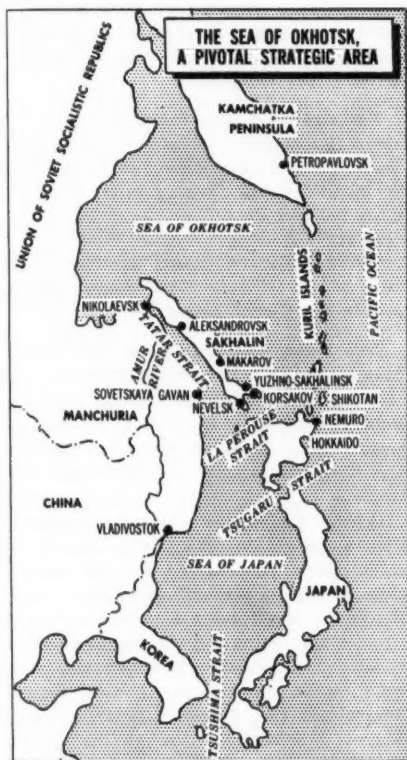 THE SEA OF OKHOTSK,
A PIVOTAL STRATEGIC AREA
UNION OF SOVIET SOCIALISTIC REPUBLICS
KAMCHATKA
PENINSULA
PETROPAVLOVSK
SEA OF OKHOTSK
KURIL ISLANDS
PACIFIC OCEAN
NIKOLAEVSK
ALEKSANDROVSK
TATAR STRAIT
SAKHALIN
AMUR
RIVER
MAKAROV
YUZHNO-SAKHALINSK
SOVETSKAYA GAVAN
KORSAKOV
SHIKOTAN
NEVELSK
MANCHURIA
LA PEROUSE
STRAIT
NEMURO
HOKKAIDO
CHINA
TSUGARU STRAIT
VLADIVOSTOK
SEA OF JAPAN
JAPAN
KOREA
TSUSHIMA STRAIT